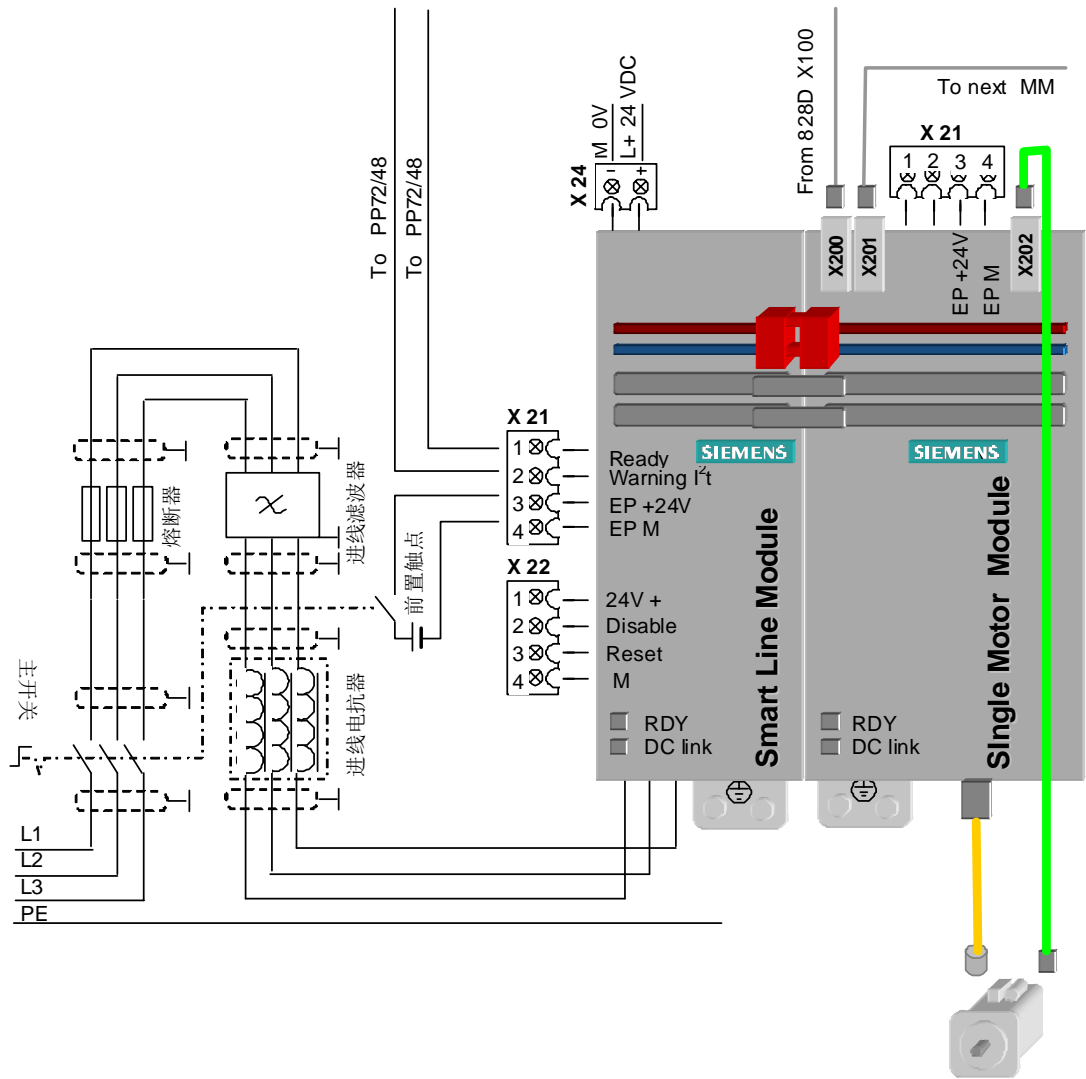 To PP72/48
To PP72/48
X 24
M 0V
L+ 24 VDC
- +
From 828D X100
To next MM
X 21
1 2 3 4
X200
X201
EP +24V
EP M
X202
X 21
1
2
3
4
Ready
Warning I²t
EP +24V
EP M
SIEMENS
SIEMENS
X 22
1
2
3
4
24V +
Disable
Reset
M
RDY
DC link
Smart Line Module
RDY
DC link
SIngle Motor Module
熔断器
进线滤波器
前置触点
主开关
进线电抗器
L1
L2
L3
PE